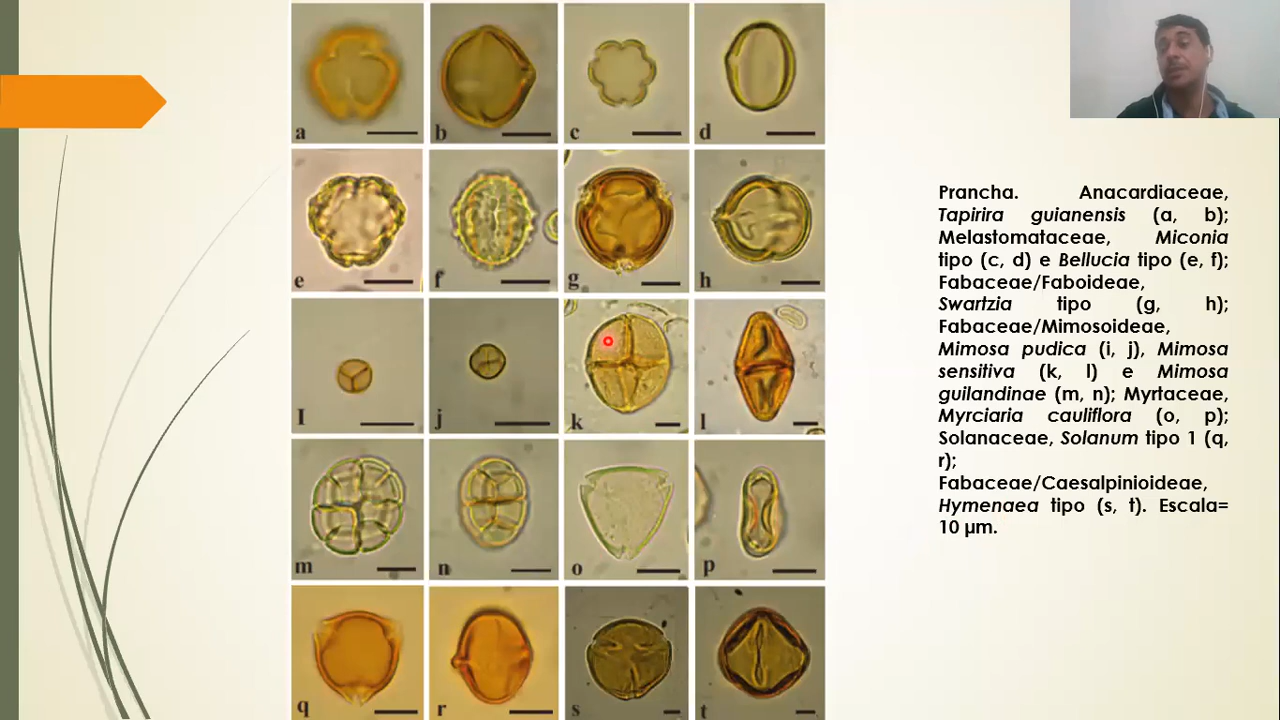 a b c d
e f g h
I j k l
m n o p
q r s t
Prancha. Anacardiaceae,
Tapirira guianensis (a, b);
Melastomataceae, Miconia
tipo (c, d) e Bellucia tipo (e, f);
Fabaceae/Faboideae,
Swartzia tipo (g, h);
Fabaceae/Mimosoideae,
Mimosa pudica (i, j), Mimosa
sensitiva (k, l) e Mimosa
guilandinae (m, n); Myrtaceae,
Myrciaria cauliflora (o, p);
Solanaceae, Solanum tipo 1 (q,
r);
Fabaceae/Caesalpinioideae,
Hymenaea tipo (s, t). Escala=
10 µm.